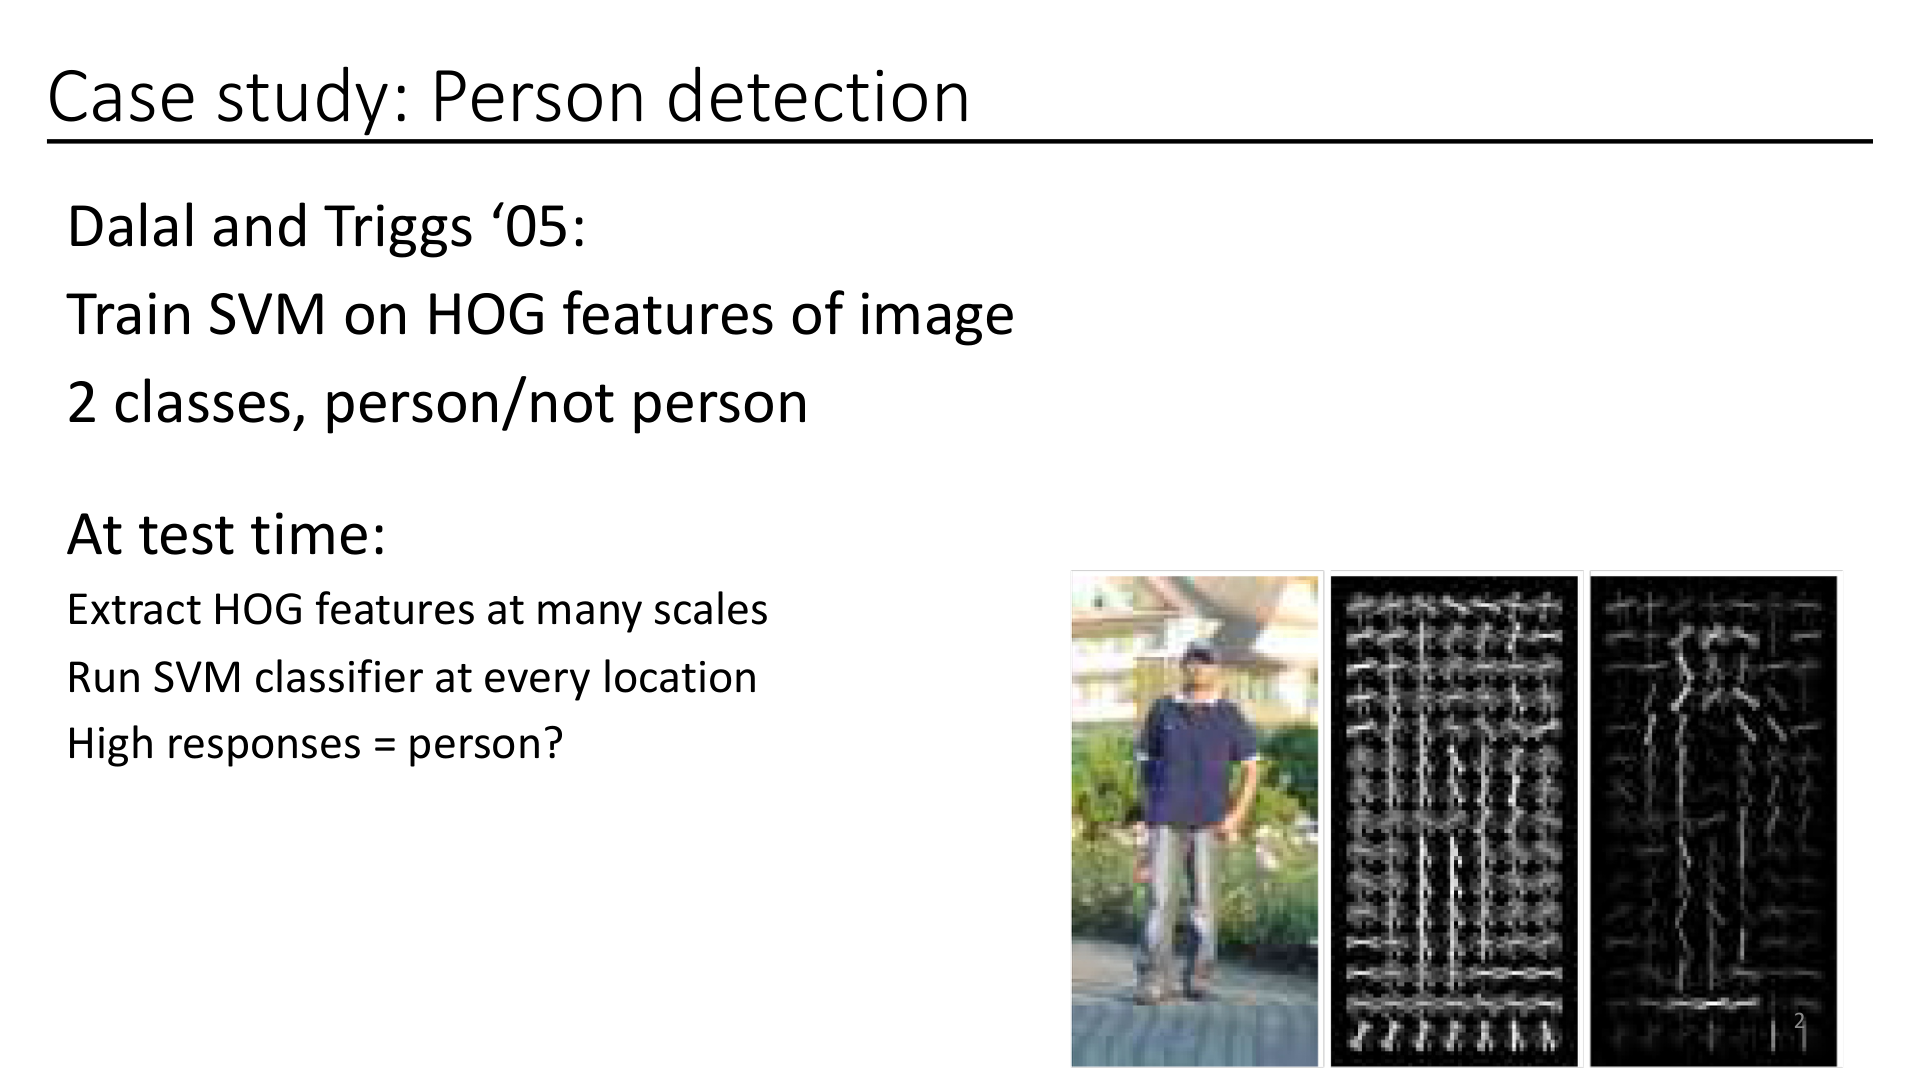 Case study: Person detection
Dalal and Triggs ‘05:
Train SVM on HOG features of image
2 classes, person/not person
At test time:
Extract HOG features at many scales
Run SVM classifier at every location
High responses = person?
2